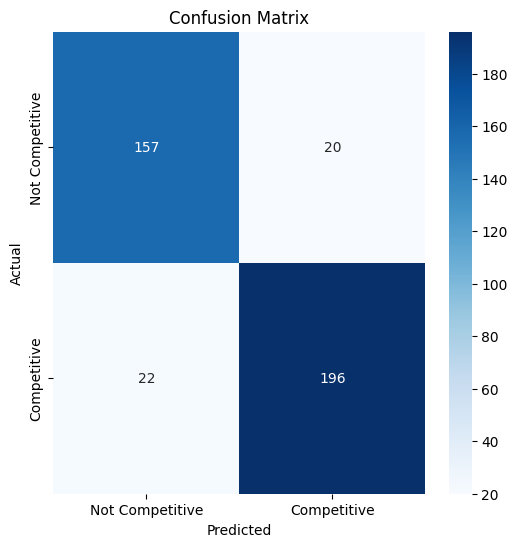 Confusion Matrix
Actual
Not Competitive
157
20
Competitive
22
196
Not Competitive
Competitive
Predicted
180
160
140
120
100
80
60
40
20